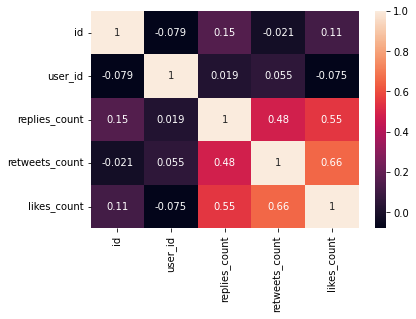 id 1 -0.079 0.15 -0.021 0.11
user_id -0.079 1 0.019 0.055 -0.075
replies_count 0.15 0.019 1 0.48 0.55
retweets_count -0.021 0.055 0.48 1 0.66
likes_count 0.11 -0.075 0.55 0.66 1
id
user_id
replies_count
retweets_count
likes_count
1.0
0.8
0.6
0.4
0.2
0.0